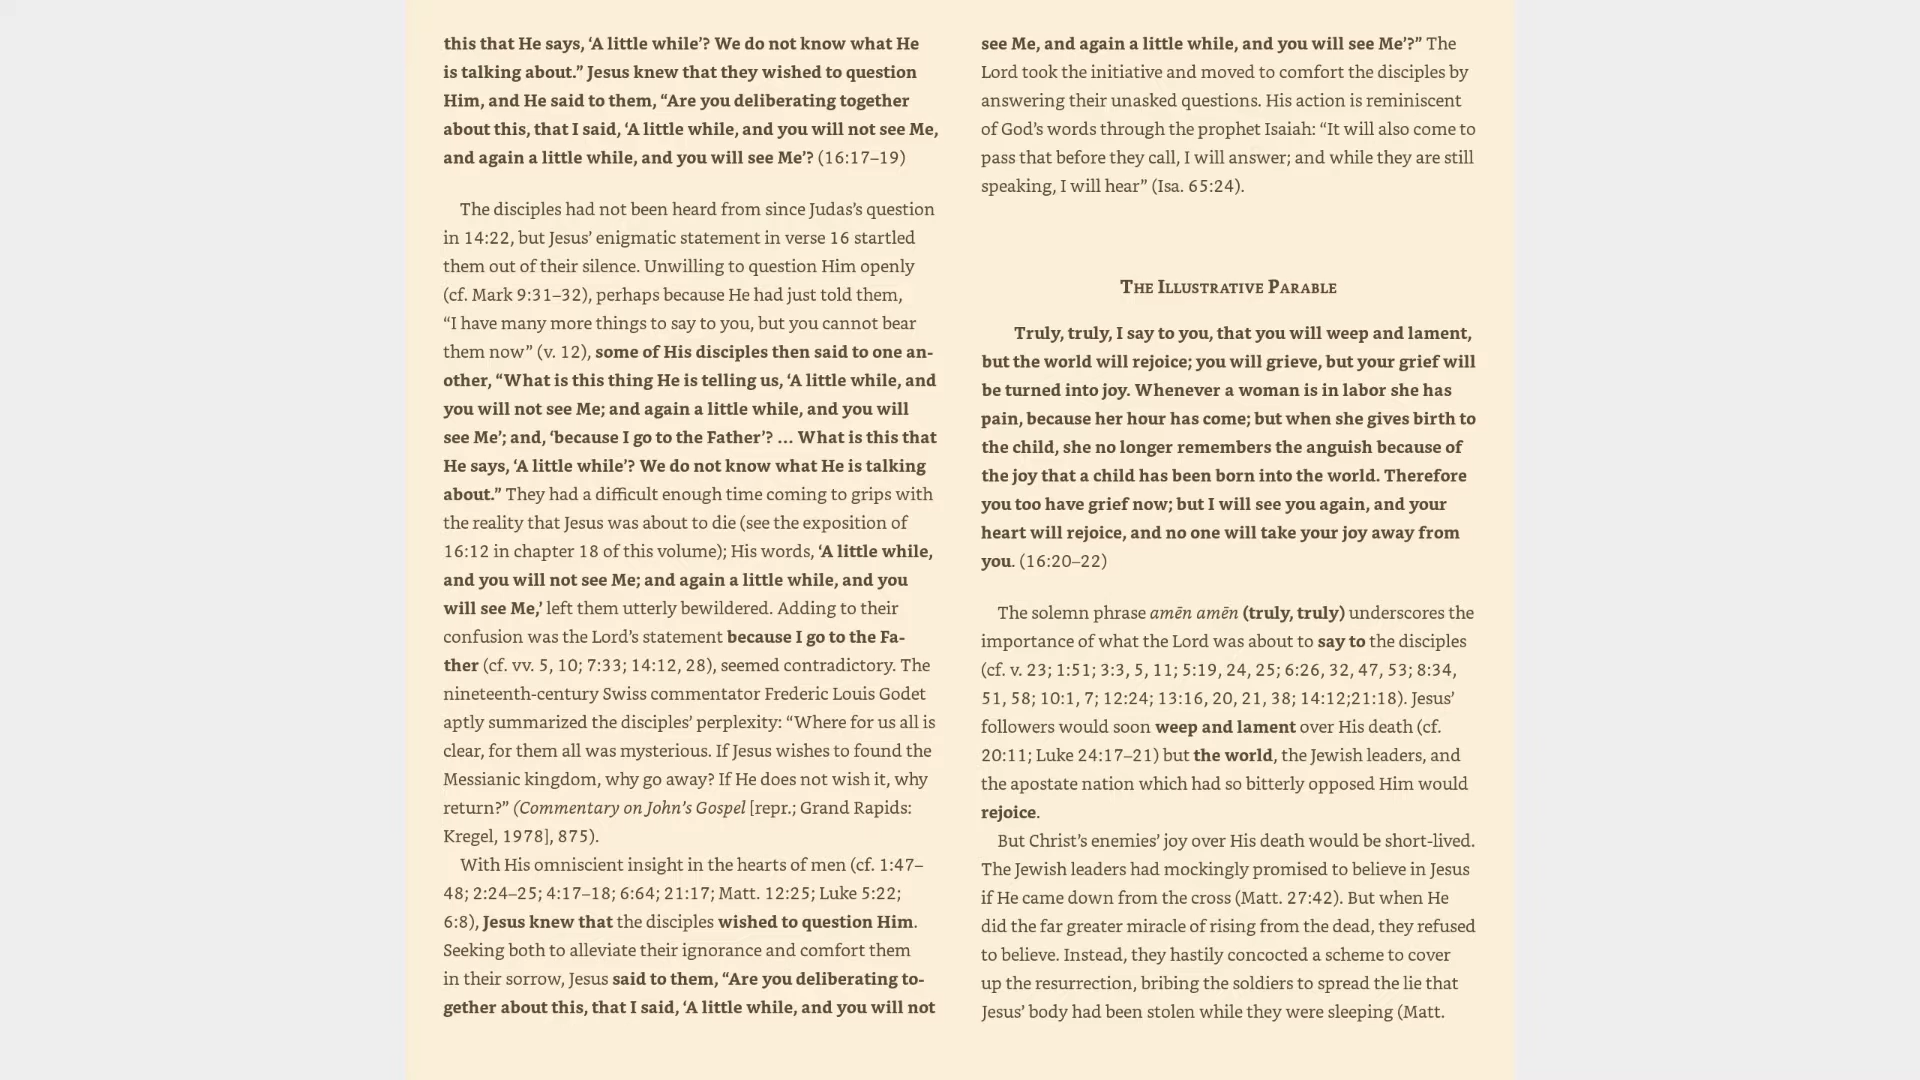 this that He says, ‘A little while’? We do not know what He
is talking about.” Jesus knew that they wished to question
Him, and He said to them, “Are you deliberating together
about this, that I said, ‘A little while, and you will not see Me,
and again a little while, and you will see Me’? (16:17–19)
The disciples had not been heard from since Judas’s question
in 14:22, but Jesus’ enigmatic statement in verse 16 startled
them out of their silence. Unwilling to question Him openly
(cf. Mark 9:31–32), perhaps because He had just told them,
“I have many more things to say to you, but you cannot bear
them now” (v. 12), some of His disciples then said to one an-
other, “What is this thing He is telling us, ‘A little while, and
you will not see Me; and again a little while, and you will
see Me’; and, ‘because I go to the Father’? … What is this that
He says, ‘A little while’? We do not know what He is talking
about.” They had a difficult enough time coming to grips with
the reality that Jesus was about to die (see the exposition of
16:12 in chapter 18 of this volume); His words, ‘A little while,
and you will not see Me; and again a little while, and you
will see Me,’ left them utterly bewildered. Adding to their
confusion was the Lord’s statement because I go to the Fa-
ther (cf. vv. 5, 10; 7:33; 14:12, 28), seemed contradictory. The
nineteenth-century Swiss commentator Frederic Louis Godet
aptly summarized the disciples’ perplexity: “Where for us all is
clear, for them all was mysterious. If Jesus wishes to found the
Messianic kingdom, why go away? If He does not wish it, why
return?” (Commentary on John’s Gospel [repr.; Grand Rapids:
Kregel, 1978], 875).
With His omniscient insight in the hearts of men (cf. 1:47–
48; 2:24–25; 4:17–18; 6:64; 21:17; Matt. 12:25; Luke 5:22;
6:8), Jesus knew that the disciples wished to question Him.
Seeking both to alleviate their ignorance and comfort them
in their sorrow, Jesus said to them, “Are you deliberating to-
gether about this, that I said, ‘A little while, and you will not
see Me, and again a little while, and you will see Me’?” The
Lord took the initiative and moved to comfort the disciples by
answering their unasked questions. His action is reminiscent
of God’s words through the prophet Isaiah: “It will also come to
pass that before they call, I will answer; and while they are still
speaking, I will hear” (Isa. 65:24).
The Illustrative Parable
Truly, truly, I say to you, that you will weep and lament,
but the world will rejoice; you will grieve, but your grief will
be turned into joy. Whenever a woman is in labor she has
pain, because her hour has come; but when she gives birth to
the child, she no longer remembers the anguish because of
the joy that a child has been born into the world. Therefore
you too have grief now; but I will see you again, and your
heart will rejoice, and no one will take your joy away from
you. (16:20–22)
The solemn phrase amēn amēn (truly, truly) underscores the
importance of what the Lord was about to say to the disciples
(cf. v. 23; 1:51; 3:3, 5, 11; 5:19, 24, 25; 6:26, 32, 47, 53; 8:34,
51, 58; 10:1, 7; 12:24; 13:16, 20, 21, 38; 14:12;21:18). Jesus’
followers would soon weep and lament over His death (cf.
20:11; Luke 24:17–21) but the world, the Jewish leaders, and
the apostate nation which had so bitterly opposed Him would
rejoice.
But Christ’s enemies’ joy over His death would be short-lived.
The Jewish leaders had mockingly promised to believe in Jesus
if He came down from the cross (Matt. 27:42). But when He
did the far greater miracle of rising from the dead, they refused
to believe. Instead, they hastily concocted a scheme to cover
up the resurrection, bribing the soldiers to spread the lie that
Jesus’ body had been stolen while they were sleeping (Matt.